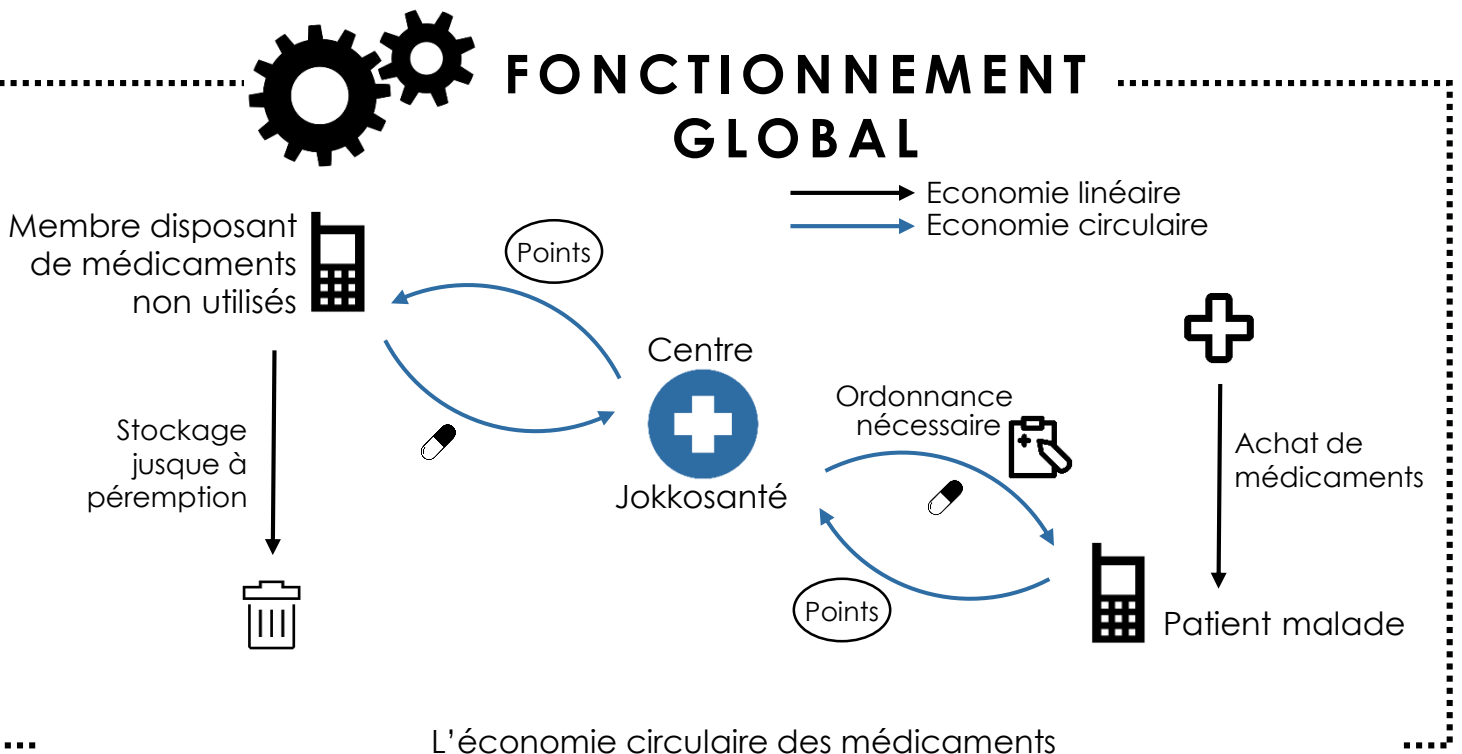 FONCTIONNEMENT
GLOBAL
Economie linéaire
Economie circulaire
Membre disposant
de médicaments
non utilisés
Points
Centre
Jokkosanté
Ordonnance
nécessaire
Stockage
jusque à
péremption
Achat de
médicaments
Points
Patient malade
L'économie circulaire des médicaments